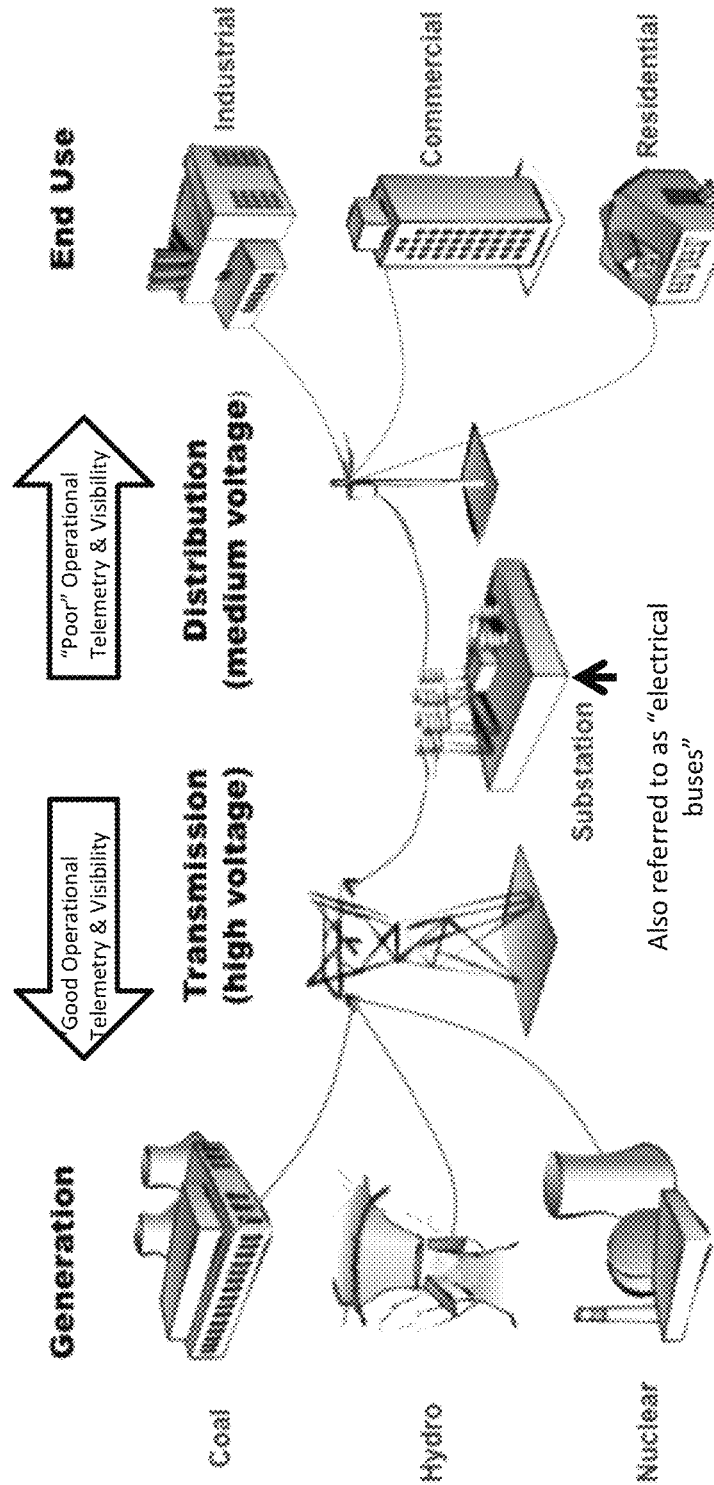 "Good Operational
Telemetry & Visibility
"Poor" Operational
Telemetry & Visibility
Generation
Transmission
(high voltage)
Distribution
(medium voltage)
End Use
Coal
Hydro
Nuclear
Substation
Also referred to as "electrical
buses"
Industrial
Commercial
Residential